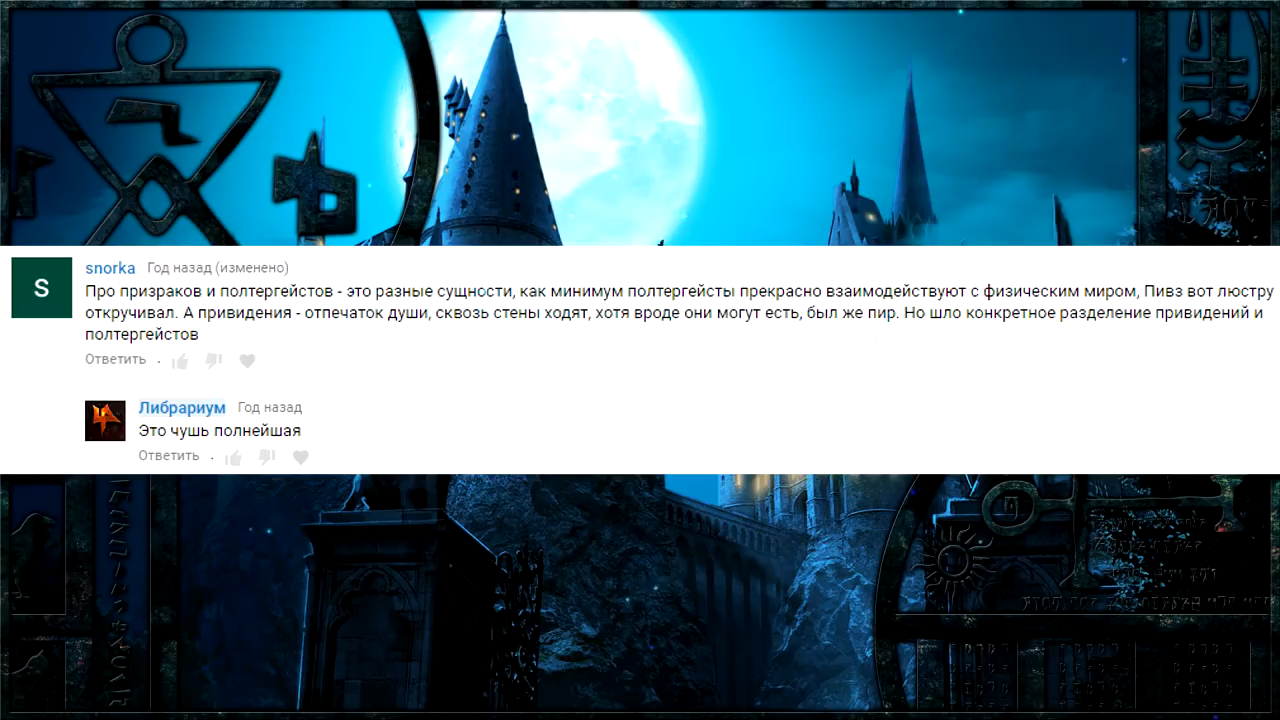 S
snorka Год назад (изменено)
Про призраков и полтергейстов - это разные сущности, как минимум полтергейсты прекрасно взаимодействуют с физическим миром, Пивз вот люстру
откручивал. А привидения - отпечаток души, сквозь стены ходят, хотя вроде они могут есть, был же пир. Но шло конкретное разделение привидений и
полтергейстов
Ответить
Либрариум Год назад
Это чушь полнейшая
Ответить